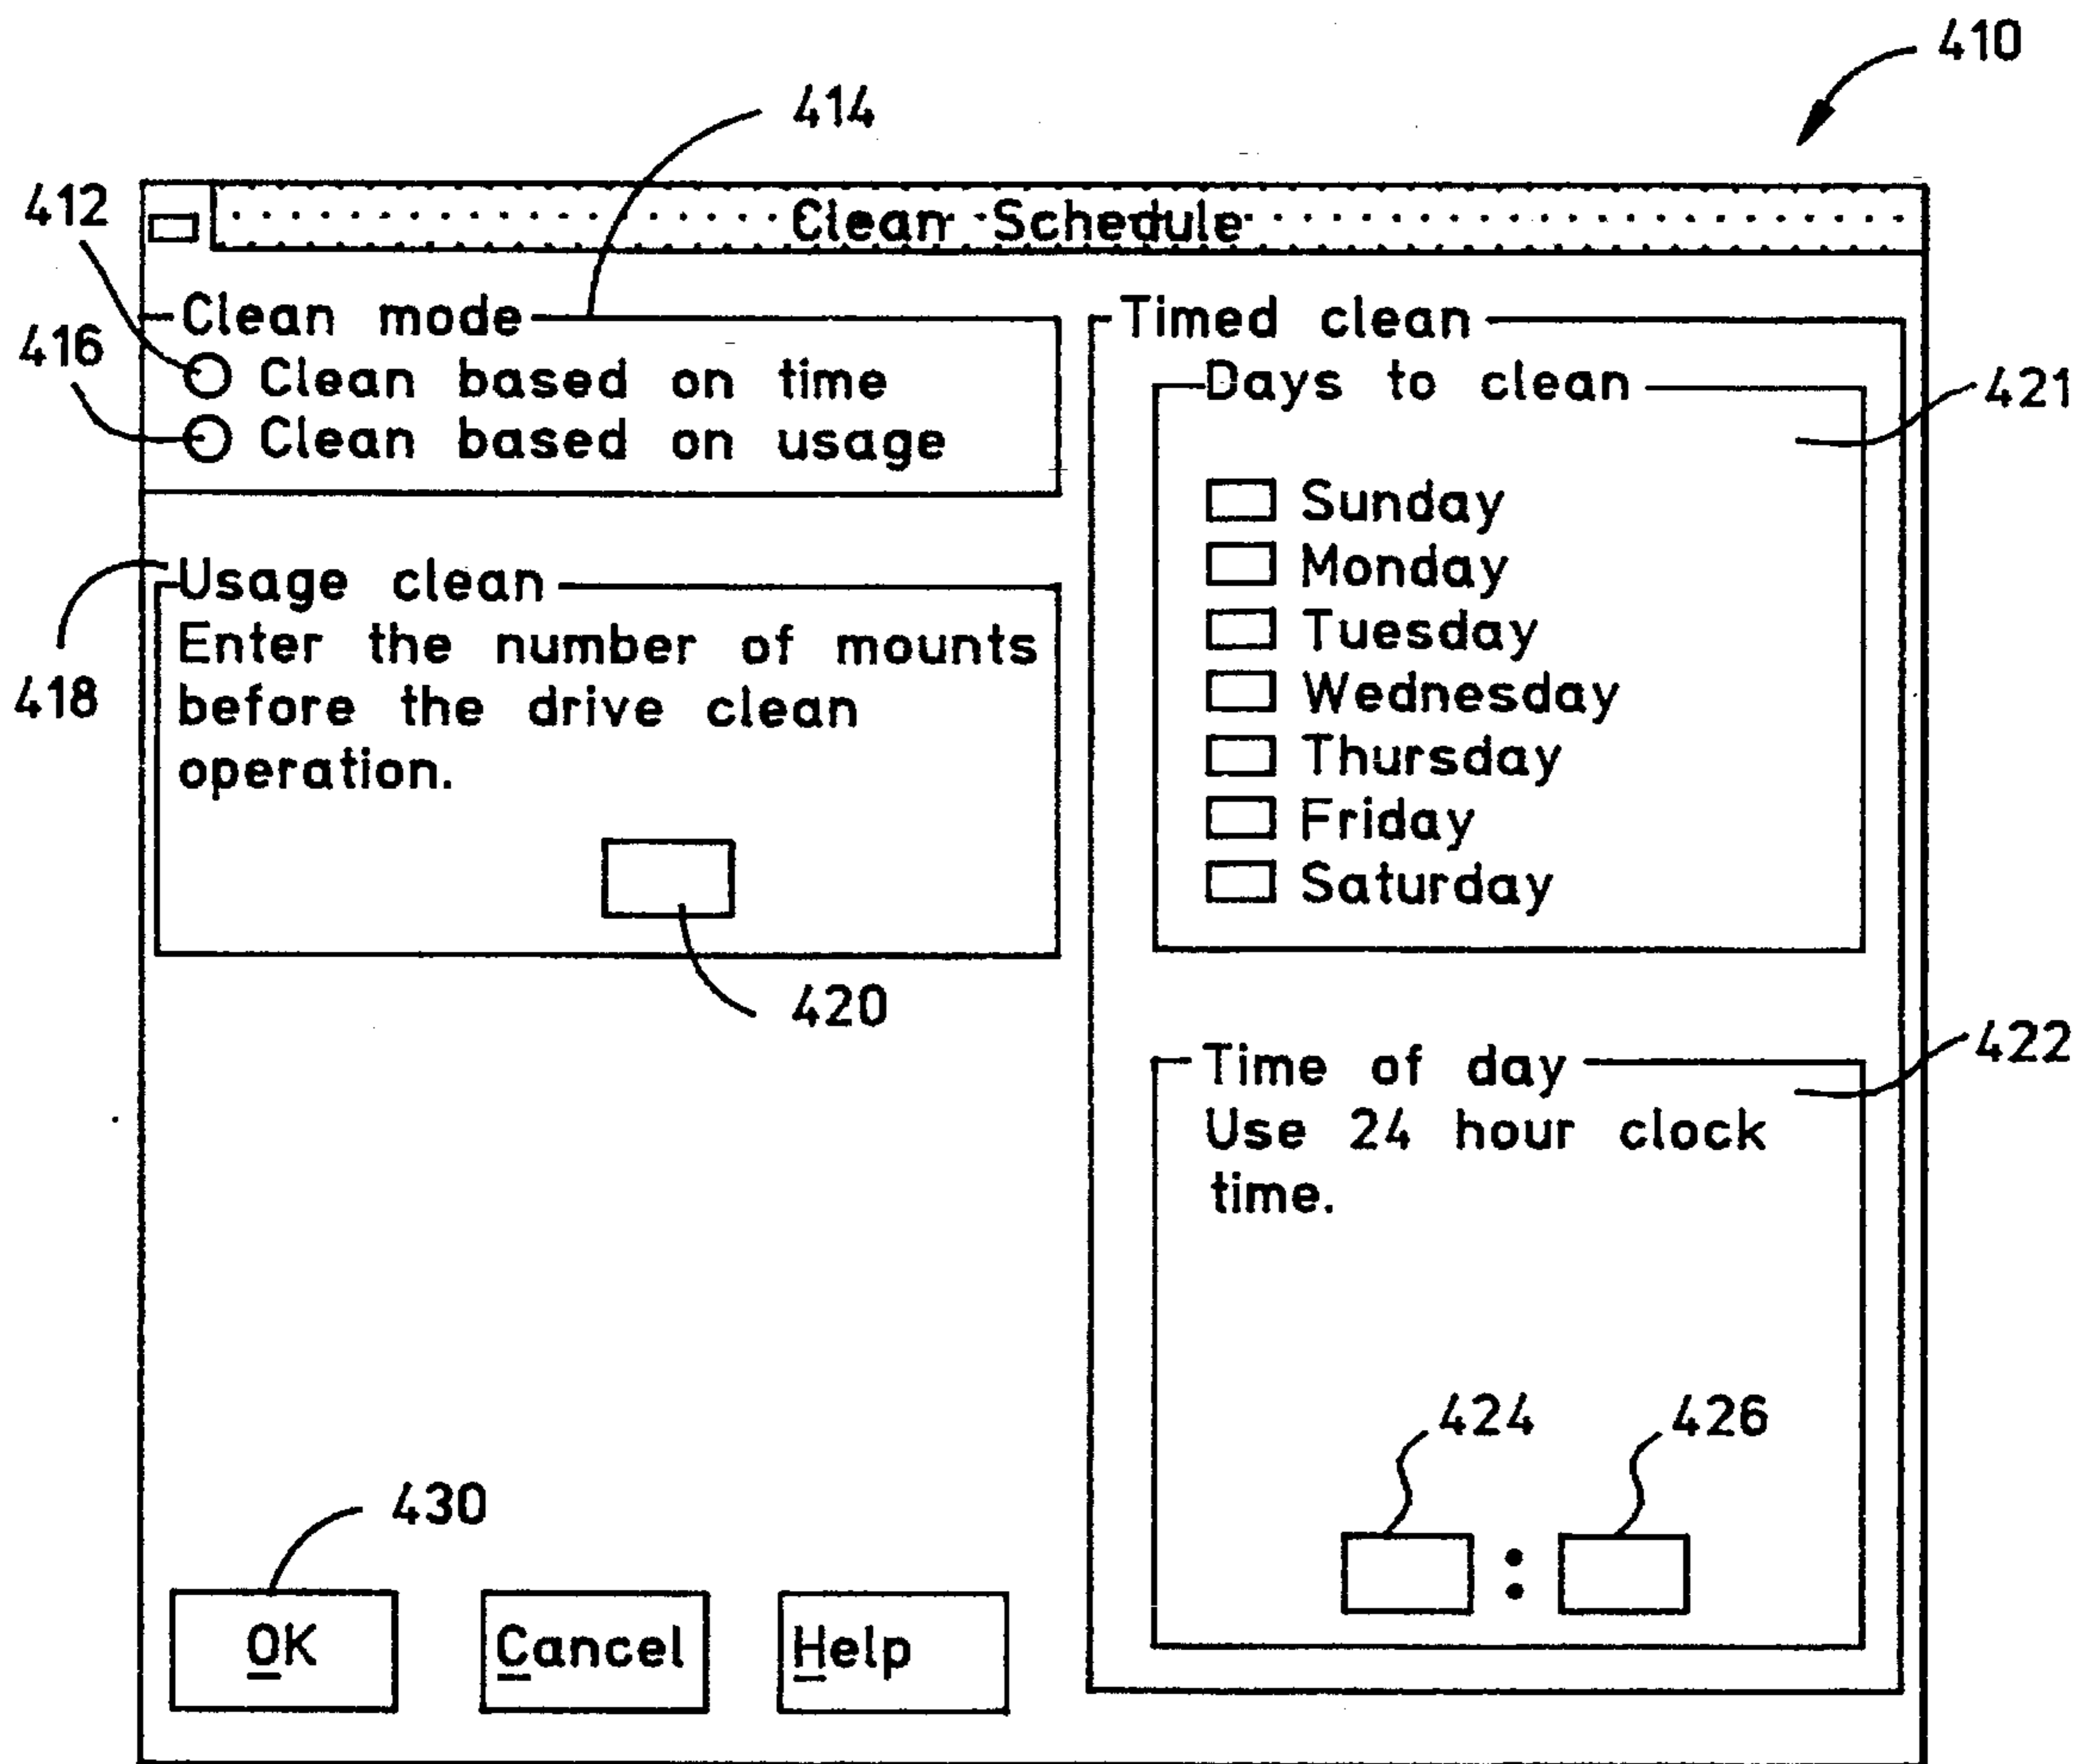 410
414
412
Clean Schedule
Clean mode
416
Clean based on time
Clean based on usage
Usage clean
418
Enter the number of mounts
before the drive clean
operation.
420
Timed clean
Days to clean
421
Sunday
Monday
Tuesday
Wednesday
Thursday
Friday
Saturday
Time of day
422
Use 24 hour clock
time.
424
426
:
430
OK
Cancel
Help